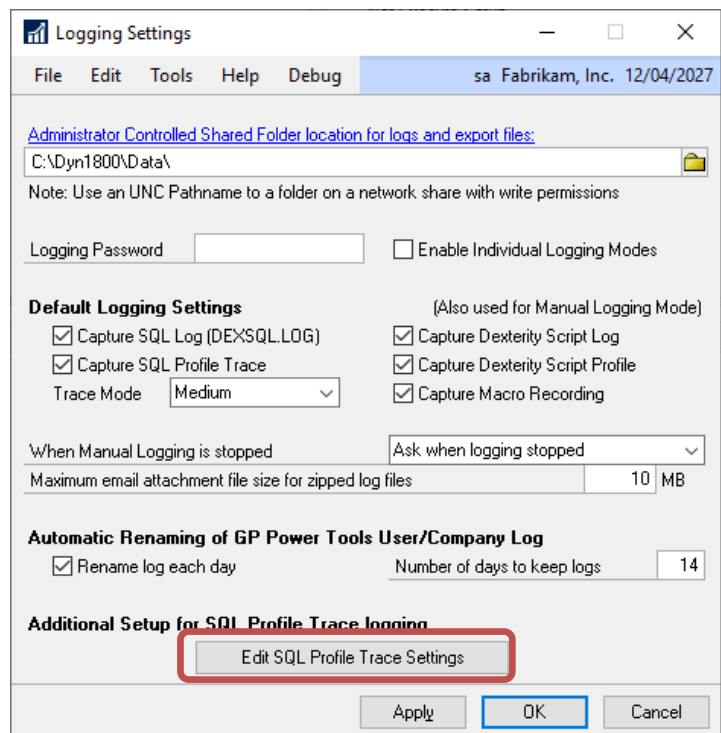 Logging Settings
File Edit Tools Help Debug sa Fabrikam, Inc. 12/04/2027
Administrator Controlled Shared Folder location for logs and export files:
C:\Dyn1800\Data\
Note: Use an UNC Pathname to a folder on a network share with write permissions
Logging Password Enable Individual Logging Modes
Default Logging Settings (Also used for Manual Logging Mode)
Capture SQL Log (DEXSQL.LOG) Capture Dexterity Script Log
Capture SQL Profile Trace Capture Dexterity Script Profile
Trace Mode Medium Capture Macro Recording
When Manual Logging is stopped Ask when logging stopped
Maximum email attachment file size for zipped log files 10 MB
Automatic Renaming of GP Power Tools User/Company Log
Rename log each day Number of days to keep logs 14
Additional Setup for SQL Profile Trace logging
Edit SQL Profile Trace Settings
Apply OK Cancel